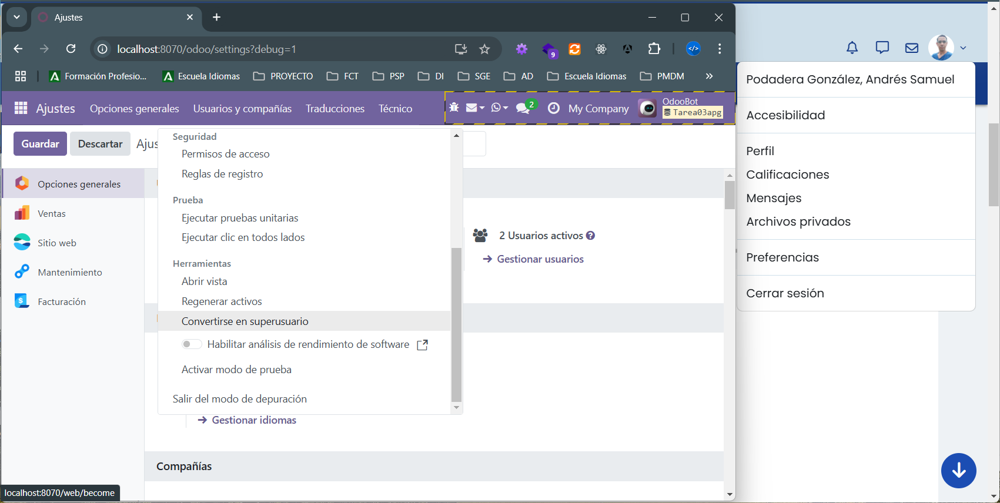 Ajustes
localhost:8070/odoo/settings?debug=1
9
Formación Profesio...
Escuela Idiomas
PROYECTO
FCT
PSP
DI
SGE
AD
Escuela Idiomas
PMDM
Ajustes
Opciones generales
Usuarios y compañías
Traducciones
Técnico
2
My Company
OdooBot
Tarea03apg
Guardar
Descartar
Ajus
Opciones generales
Ventas
Sitio web
Mantenimiento
Facturación
Seguridad
Permisos de acceso
Reglas de registro
Prueba
Ejecutar pruebas unitarias
Ejecutar clic en todos lados
Herramientas
Abrir vista
Regenerar activos
Convertirse en superusuario
Habilitar análisis de rendimiento de software
Activar modo de prueba
Salir del modo de depuración
2 Usuarios activos
Gestionar usuarios
Gestionar idiomas
Compañías
localhost:8070/web/become
Podadera González, Andrés Samuel
Accesibilidad
Perfil
Calificaciones
Mensajes
Archivos privados
Preferencias
Cerrar sesión